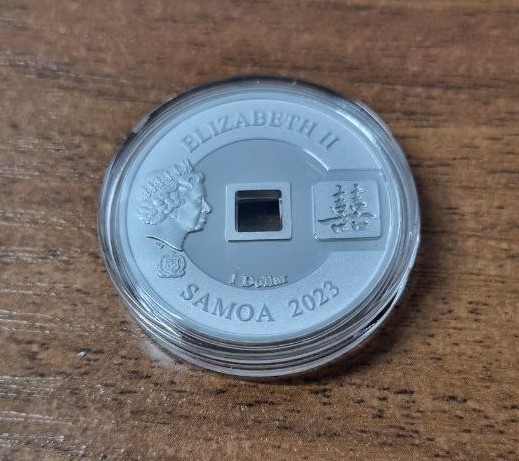 ELIZABETH II
囍
1 Dollar
SAMOA 2023